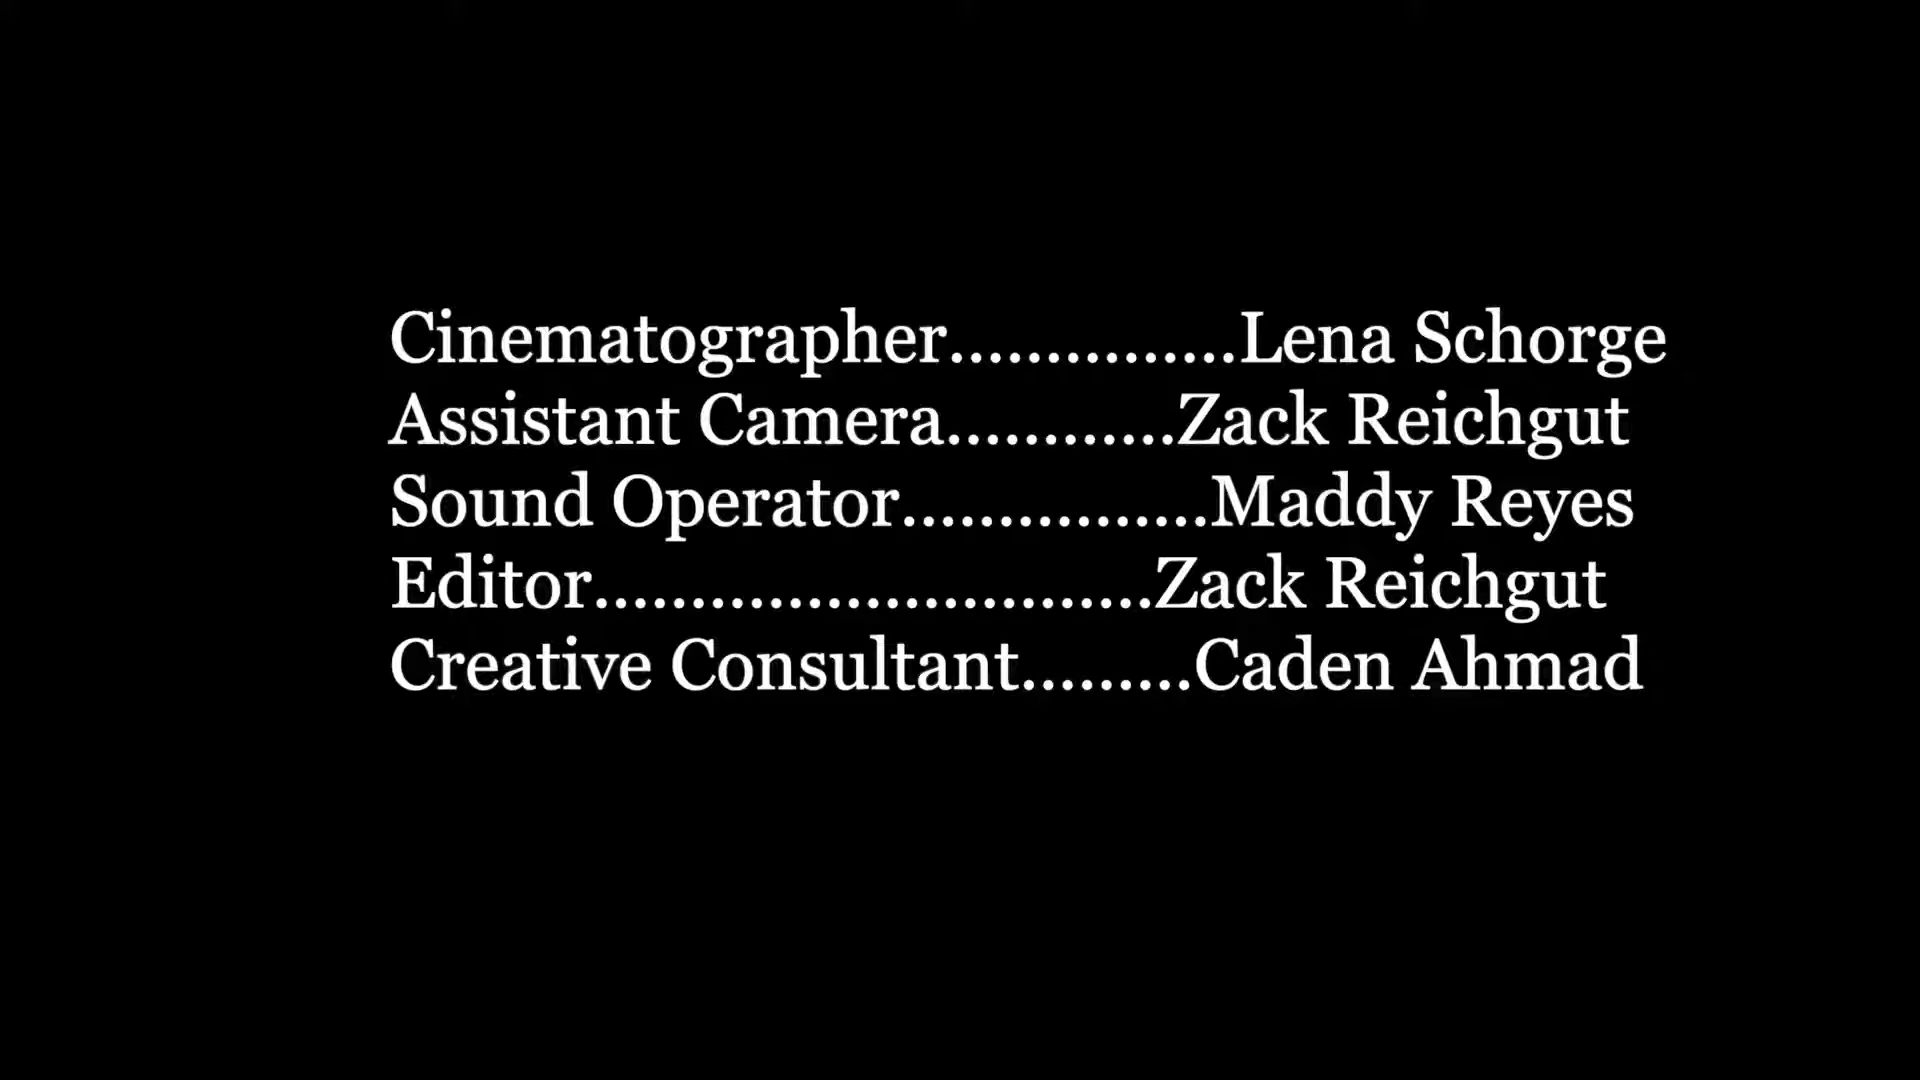 Cinematographer...............Lena Schorge
Assistant Camera............Zack Reichgut
Sound Operator................Maddy Reyes
Editor.............................Zack Reichgut
Creative Consultant.........Caden Ahmad